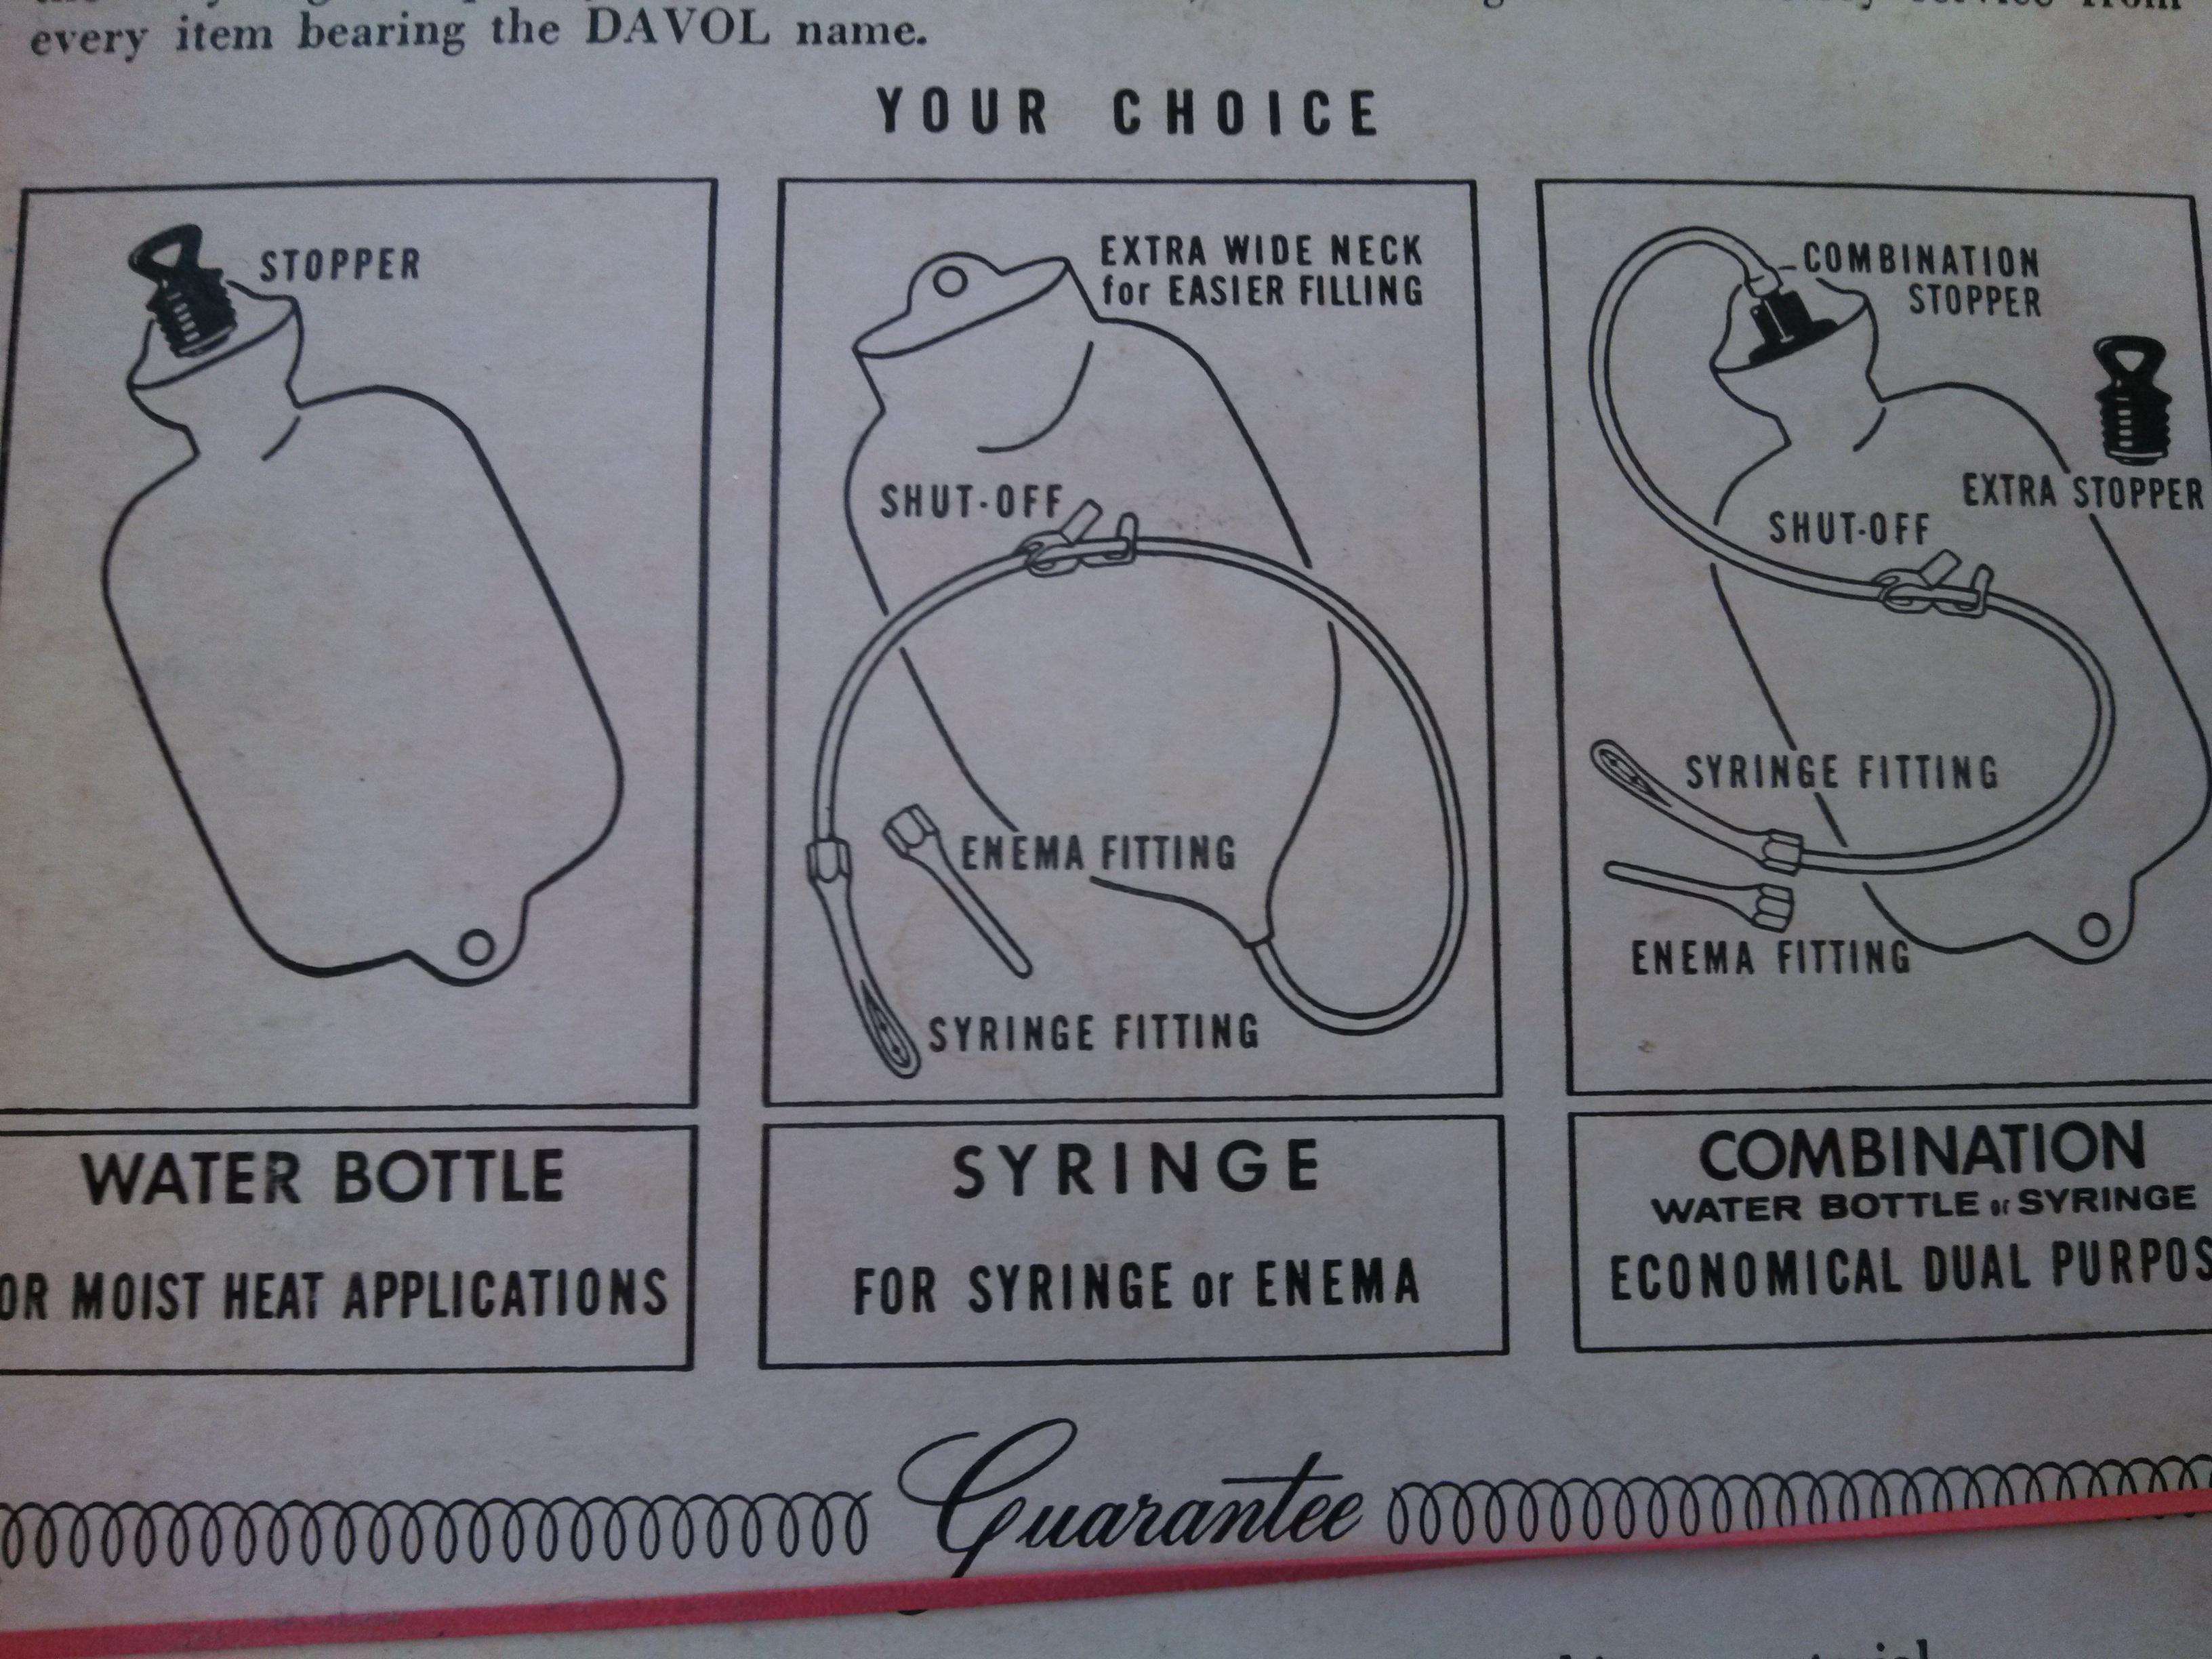 service from
every item bearing the DAVOL name.
YOUR CHOICE
STOPPER
EXTRA WIDE NECK
for EASIER FILLING
SHUT-OFF
ENEMA FITTING
SYRINGE FITTING
COMBINATION
STOPPER
EXTRA STOPPER
SHUT-OFF
SYRINGE FITTING
ENEMA FITTING
WATER BOTTLE
OR MOIST HEAT APPLICATIONS
SYRINGE
FOR SYRINGE or ENEMA
COMBINATION
WATER BOTTLE or SYRINGE
ECONOMICAL DUAL PURPOS
Guarantee